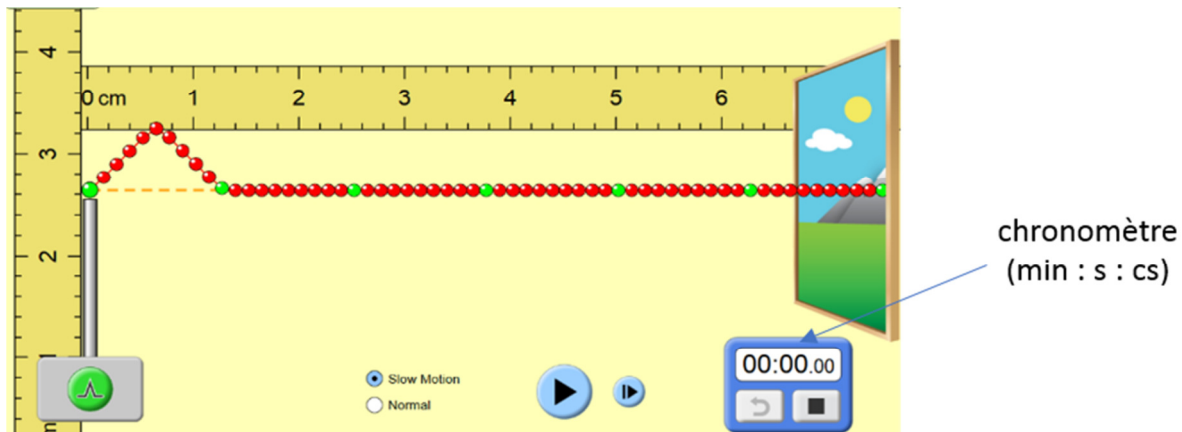 4
0 cm 1 2 3 4 5 6
3
2
chronomètre
(min : s : cs)
00:00.00
Slow Motion
Normal